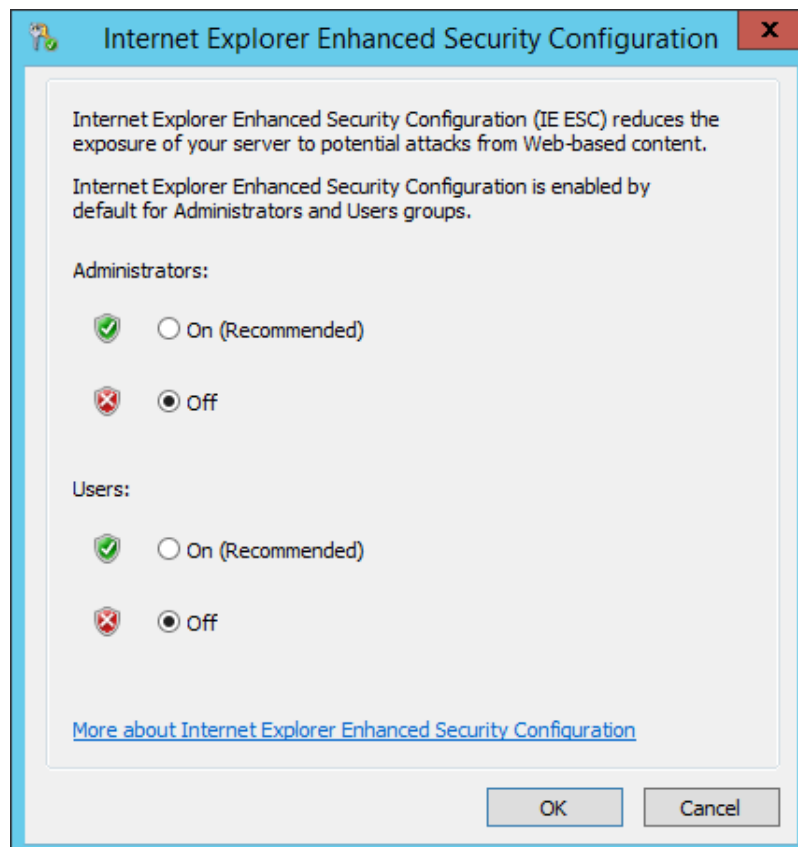 Internet Explorer Enhanced Security Configuration
x
Internet Explorer Enhanced Security Configuration (IE ESC) reduces the
exposure of your server to potential attacks from Web-based content.
Internet Explorer Enhanced Security Configuration is enabled by
default for Administrators and Users groups.
Administrators:
On (Recommended)
Off
Users:
On (Recommended)
Off
More about Internet Explorer Enhanced Security Configuration
OK
Cancel